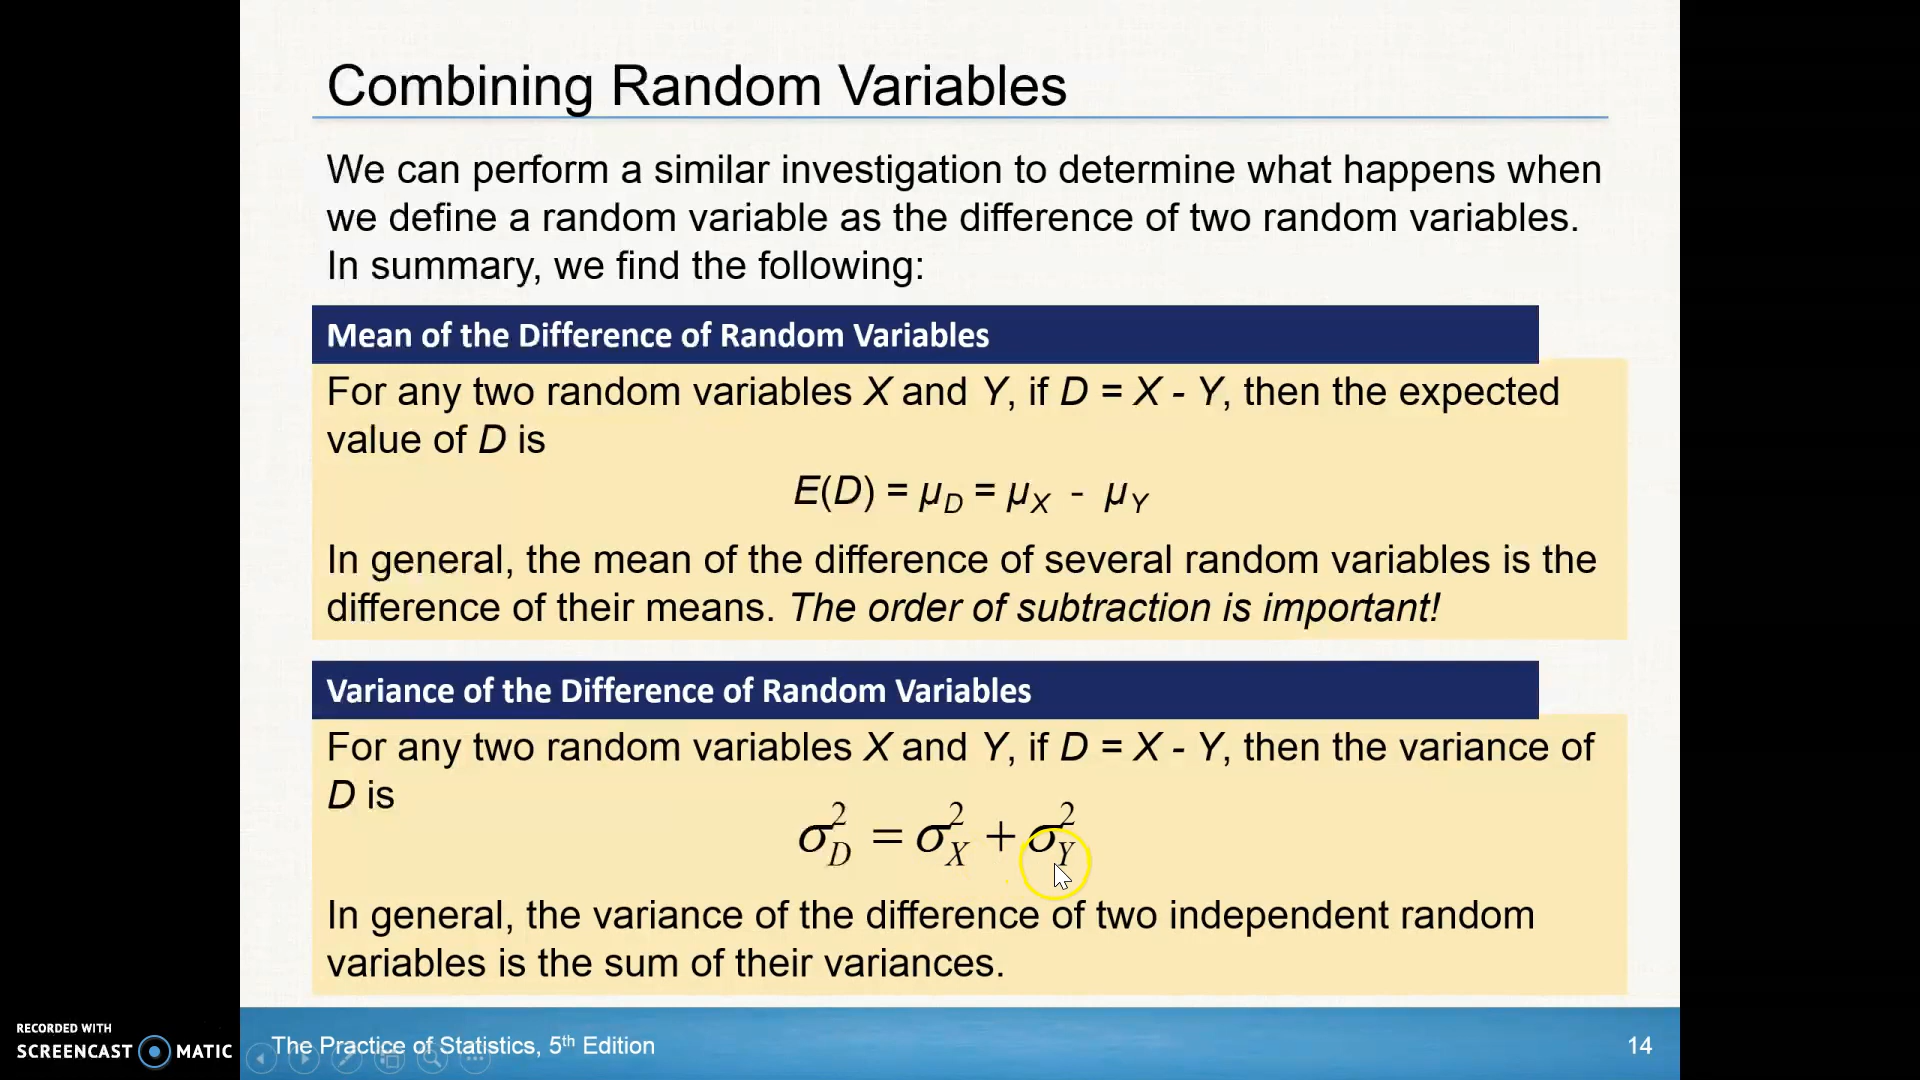 Combining Random Variables
We can perform a similar investigation to determine what happens when
we define a random variable as the difference of two random variables.
In summary, we find the following:
Mean of the Difference of Random Variables
For any two random variables X and Y, if D = X - Y, then the expected
value of D is
E(D) = μ_D = μ_X - μ_Y
In general, the mean of the difference of several random variables is the
difference of their means. The order of subtraction is important!
Variance of the Difference of Random Variables
For any two random variables X and Y, if D = X - Y, then the variance of
D is
σ²_D = σ²_X + σ²_Y
In general, the variance of the difference of two independent random
variables is the sum of their variances.
RECORDED WITH
SCREENCAST MATIC
The Practice of Statistics, 5th Edition
14